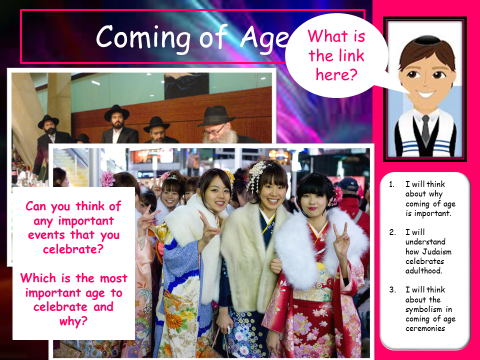 Coming of Age
What is
the link
here?
Can you think of
any important
events that you
celebrate?
Which is the most
important age to
celebrate and
why?
1. I will think
about why
coming of age
is important.
2. I will
understand
how Judaism
celebrates
adulthood.
3. I will think
about the
symbolism in
coming of age
ceremonies